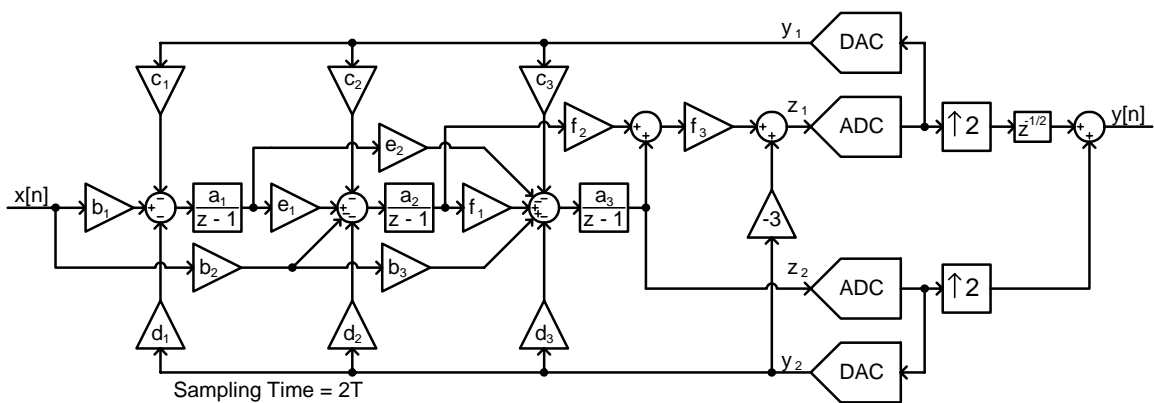 y1
DAC
c1
c2
c3
f2
f3
z1
ADC
↑2
z-1/2
y[n]
e2
x[n]
b1
a1
z - 1
e1
a2
z - 1
f1
a3
z - 1
-3
b2
b3
z2
ADC
↑2
d1
d2
d3
y2
DAC
Sampling Time = 2T